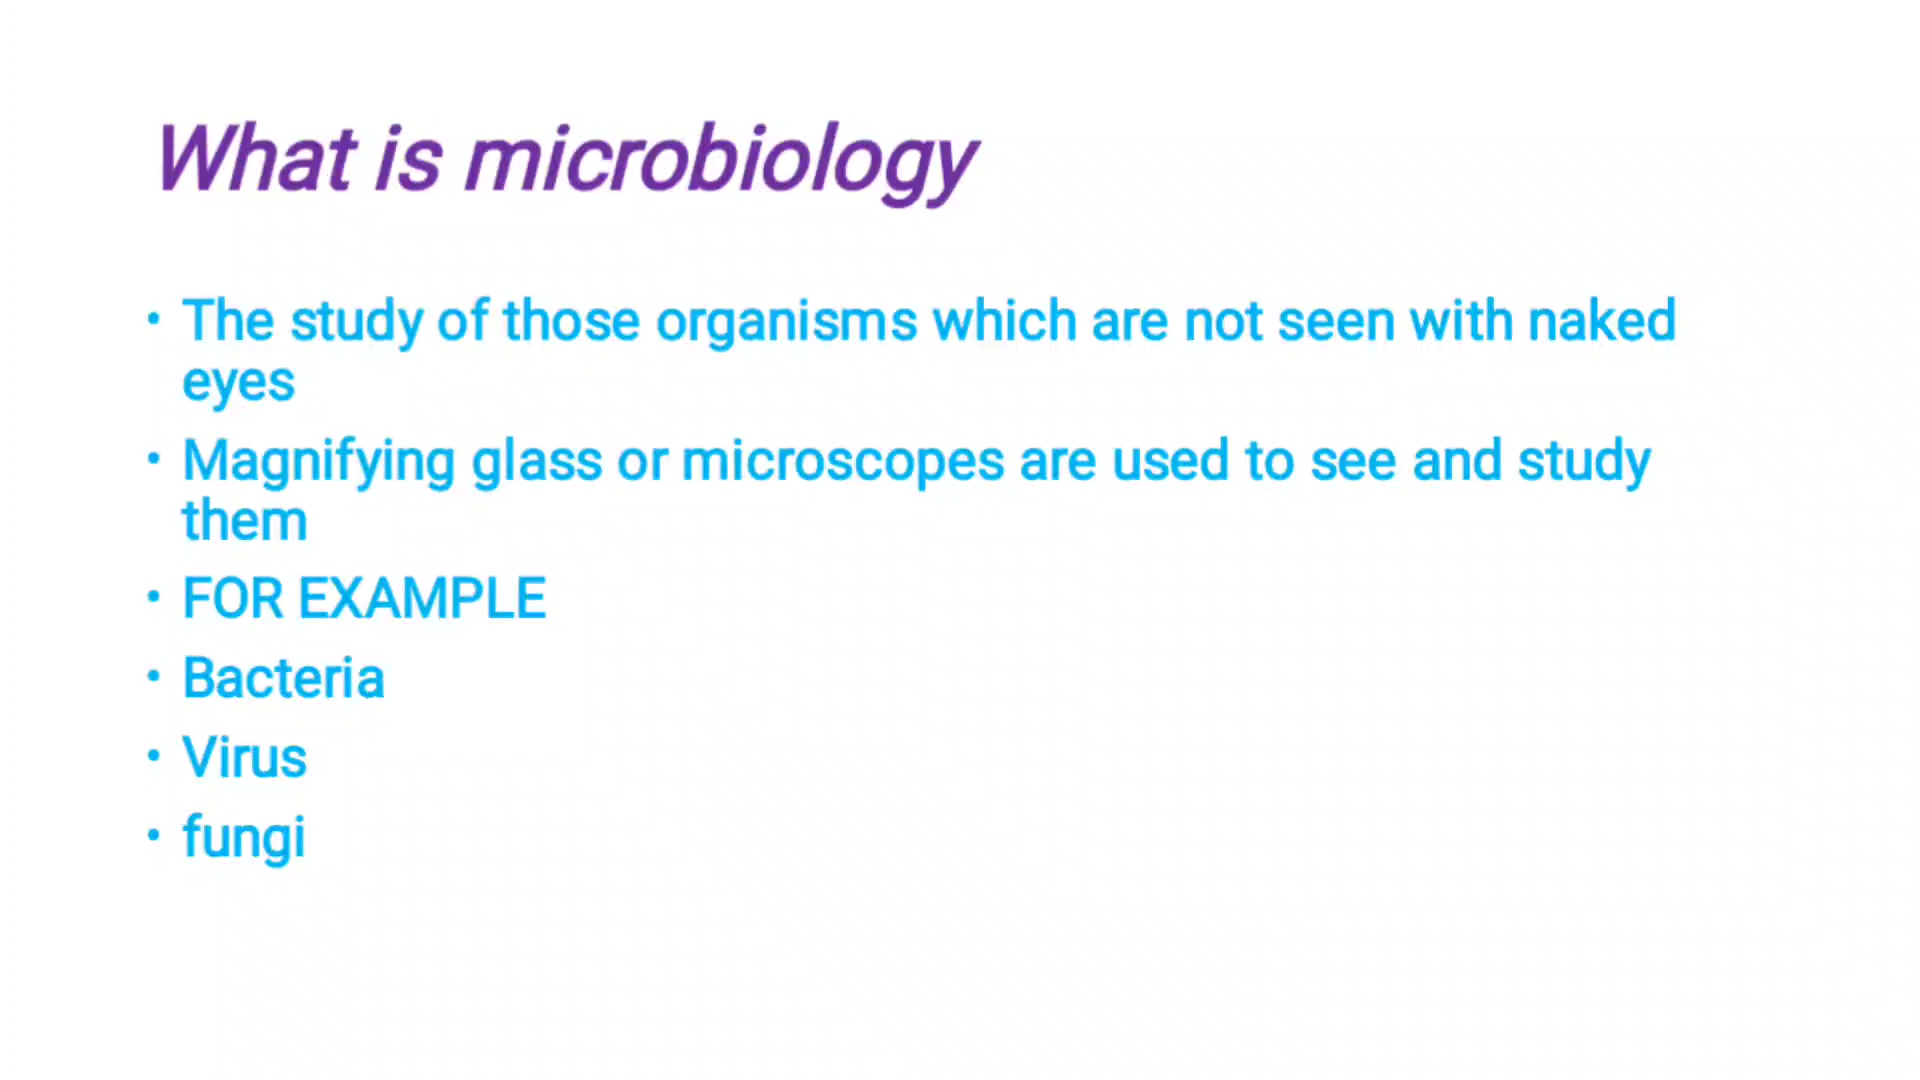 What is microbiology
• The study of those organisms which are not seen with naked
eyes
• Magnifying glass or microscopes are used to see and study
them
• FOR EXAMPLE
• Bacteria
• Virus
• fungi